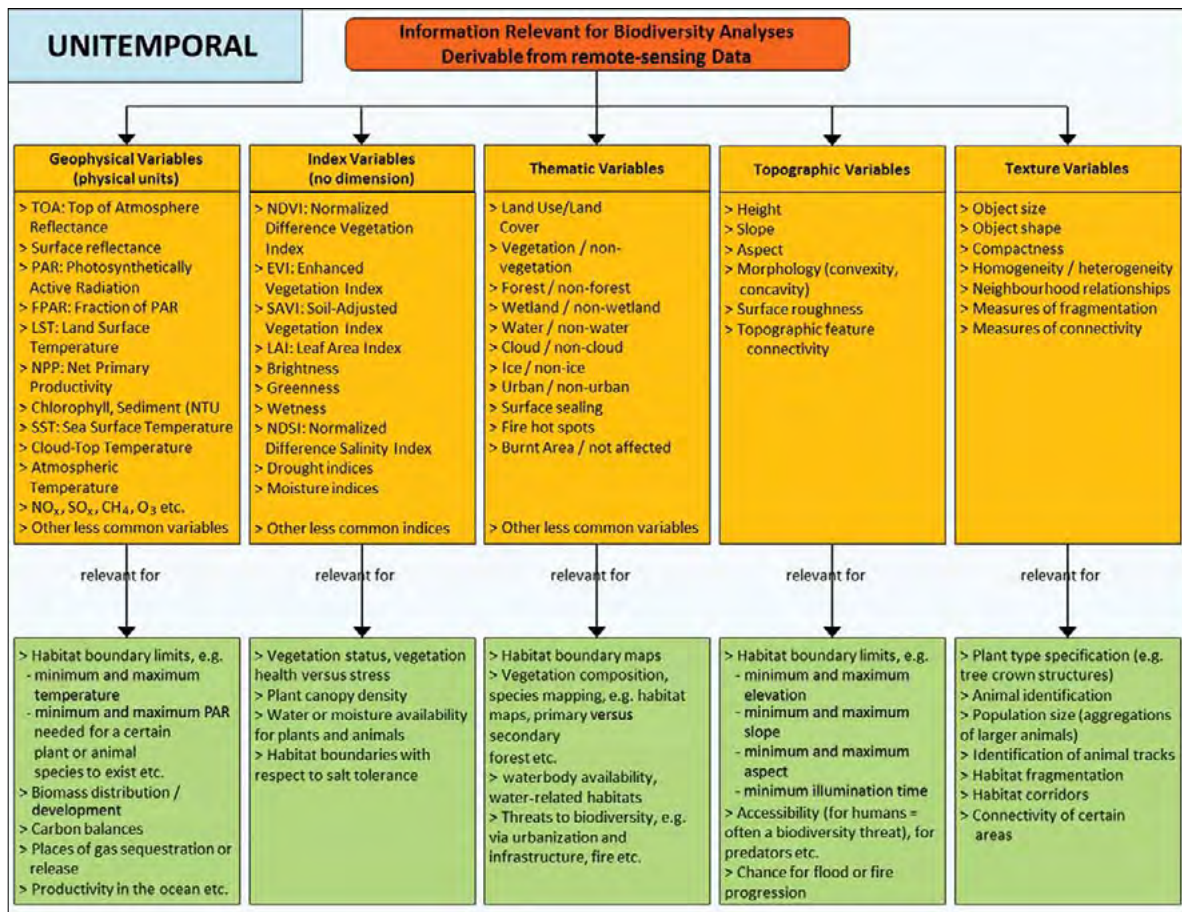 UNITEMPORAL
Information Relevant for Biodiversity Analyses
Derivable from remote-sensing Data
Geophysical Variables
(physical units)
> TOA: Top of Atmosphere
Reflectance
> Surface reflectance
> PAR: Photosynthetically
Active Radiation
> FPAR: Fraction of PAR
> LST: Land Surface
Temperature
> NPP: Net Primary
Productivity
> Chlorophyll, Sediment (NTU
> SST: Sea Surface Temperature
> Cloud-Top Temperature
> Atmospheric
Temperature
> NOₓ, SOₓ, CH₄, O₃ etc.
> Other less common variables
Index Variables
(no dimension)
> NDVI: Normalized
Difference Vegetation
Index
> EVI: Enhanced
Vegetation Index
> SAVI: Soil-Adjusted
Vegetation Index
> LAI: Leaf Area Index
> Brightness
> Greenness
> Wetness
> NDSI: Normalized
Difference Salinity Index
> Drought indices
> Moisture indices
> Other less common indices
Thematic Variables
> Land Use/Land
Cover
> Vegetation / non-
vegetation
> Forest / non-forest
> Wetland / non-wetland
> Water / non-water
> Cloud / non-cloud
> Ice / non-ice
> Urban / non-urban
> Surface sealing
> Fire hot spots
> Burnt Area / not affected
> Other less common variables
Topographic Variables
> Height
> Slope
> Aspect
> Morphology (convexity,
concavity)
> Surface roughness
> Topographic feature
connectivity
Texture Variables
> Object size
> Object shape
> Compactness
> Homogeneity / heterogeneity
> Neighbourhood relationships
> Measures of fragmentation
> Measures of connectivity
relevant for
relevant for
relevant for
relevant for
relevant for
> Habitat boundary limits, e.g.
- minimum and maximum
temperature
- minimum and maximum PAR
needed for a certain
plant or animal
species to exist etc.
> Biomass distribution /
development
> Carbon balances
> Places of gas sequestration or
release
> Productivity in the ocean etc.
> Vegetation status, vegetation
health versus stress
> Plant canopy density
> Water or moisture availability
for plants and animals
> Habitat boundaries with
respect to salt tolerance
> Habitat boundary maps
> Vegetation composition,
species mapping, e.g. habitat
maps, primary versus
secondary
forest etc.
> waterbody availability,
water-related habitats
> Threats to biodiversity, e.g.
via urbanization and
infrastructure, fire etc.
> Habitat boundary limits, e.g.
- minimum and maximum
elevation
- minimum and maximum
slope
- minimum and maximum
aspect
- minimum illumination time
> Accessibility (for humans =
often a biodiversity threat), for
predators etc.
> Chance for flood or fire
progression
> Plant type specification (e.g.
tree crown structures)
> Animal identification
> Population size (aggregations
of larger animals)
> Identification of animal tracks
> Habitat fragmentation
> Habitat corridors
> Connectivity of certain
areas